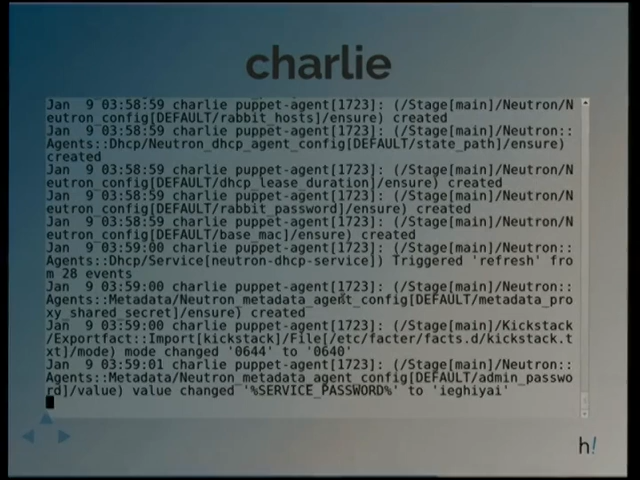 charlie
Jan  9 03:58:59 charlie puppet-agent[1723]: (/Stage[main]/Neutron/N
eutron_config[DEFAULT/rabbit_hosts]/ensure) created
Jan  9 03:58:59 charlie puppet-agent[1723]: (/Stage[main]/Neutron::
Agents::Dhcp/Neutron_dhcp_agent_config[DEFAULT/state_path]/ensure)
created
Jan  9 03:58:59 charlie puppet-agent[1723]: (/Stage[main]/Neutron/N
eutron_config[DEFAULT/dhcp_lease_duration]/ensure) created
Jan  9 03:58:59 charlie puppet-agent[1723]: (/Stage[main]/Neutron/N
eutron_config[DEFAULT/rabbit_password]/ensure) created
Jan  9 03:58:59 charlie puppet-agent[1723]: (/Stage[main]/Neutron/N
eutron_config[DEFAULT/base_mac]/ensure) created
Jan  9 03:59:00 charlie puppet-agent[1723]: (/Stage[main]/Neutron::
Agents::Dhcp/Service[neutron-dhcp-service]) Triggered 'refresh' fro
m 28 events
Jan  9 03:59:00 charlie puppet-agent[1723]: (/Stage[main]/Neutron::
Agents::Metadata/Neutron_metadata_agent_config[DEFAULT/metadata_pro
xy_shared_secret]/ensure) created
Jan  9 03:59:00 charlie puppet-agent[1723]: (/Stage[main]/Kickstack
/Exportfact::Import[kickstack]/File[/etc/facter/facts.d/kickstack.t
xt]/mode) mode changed '0644' to '0640'
Jan  9 03:59:01 charlie puppet-agent[1723]: (/Stage[main]/Neutron::
Agents::Metadata/Neutron_metadata_agent_config[DEFAULT/admin_passwo
rd]/value) value changed '%SERVICE_PASSWORD%' to 'ieghiyai'
h!